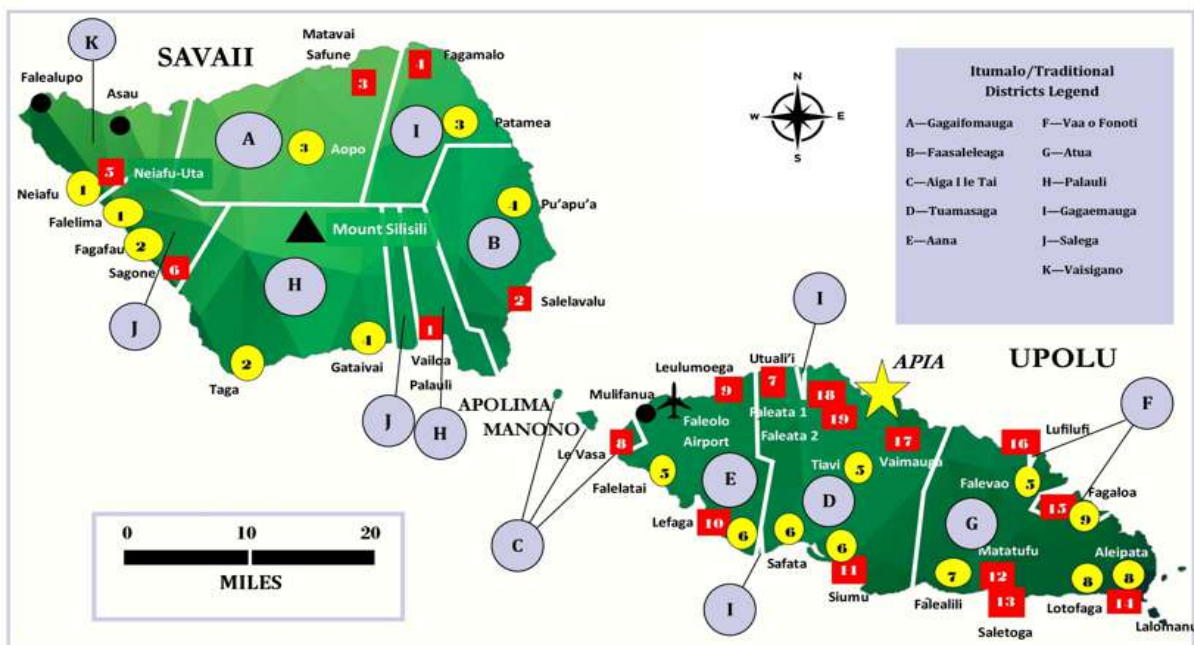 K
SAVAII
Matavai
Safune
Fagamalo
Falealupo
Asau
3
4
A
I
3
Patamea
3
Aopo
5
Neiafu-Uta
Neiafu
1
Falelima
1
Fagafau
2
Sagone
6
Mount Silisili
Pu'apu'a
4
B
H
2
Salelavalu
J
Taga
2
Gataivai
4
1
Vailoa
Palauli
J
H
APOLIMA
MANONO
C
N
W
E
S
Itumalo/Traditional
Districts Legend
A—Gagaifomauga
F—Vaa o Fonoti
B—Faasaleleaga
G—Atua
C—Aiga I le Tai
H—Palauli
D—Tuamasaga
I—Gagaemauga
E—Aana
J—Salega
K—Vaisigano
I
UPOLU
APIA
Leulumoega
Utuali'i
Mulifanua
9
7
18
19
Faleata 1
Faleata 2
Faleolo
Airport
8
Le Vasa
Falelatai
5
E
Lefaga
10
6
Tiavi
5
D
17
Vaimauga
6
Safata
6
11
Siumu
I
F
16
Lufilufi
Falevao
5
15
Fagaloa
9
G
Matatufu
12
13
Saletoga
7
Falealili
Aleipata
8
8
Lotofaga
14
Lalomanu
0
10
20
MILES